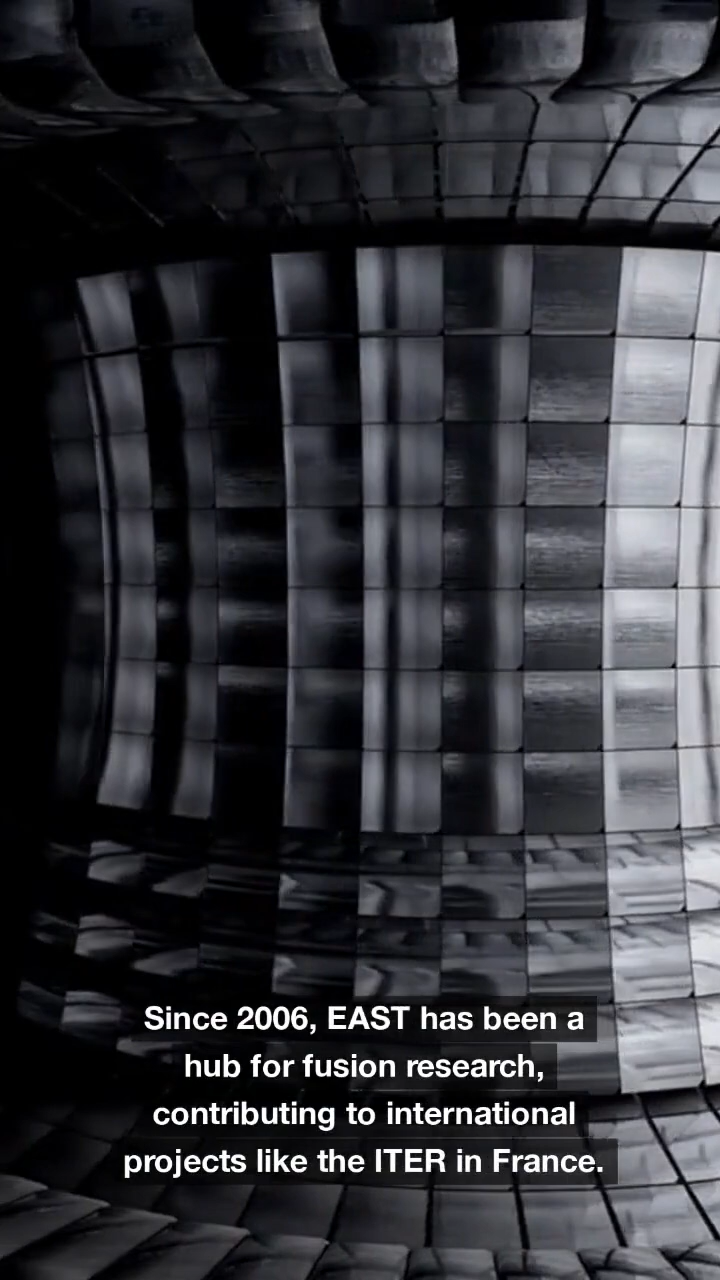 Since 2006, EAST has been a
hub for fusion research,
contributing to international
projects like the ITER in France.